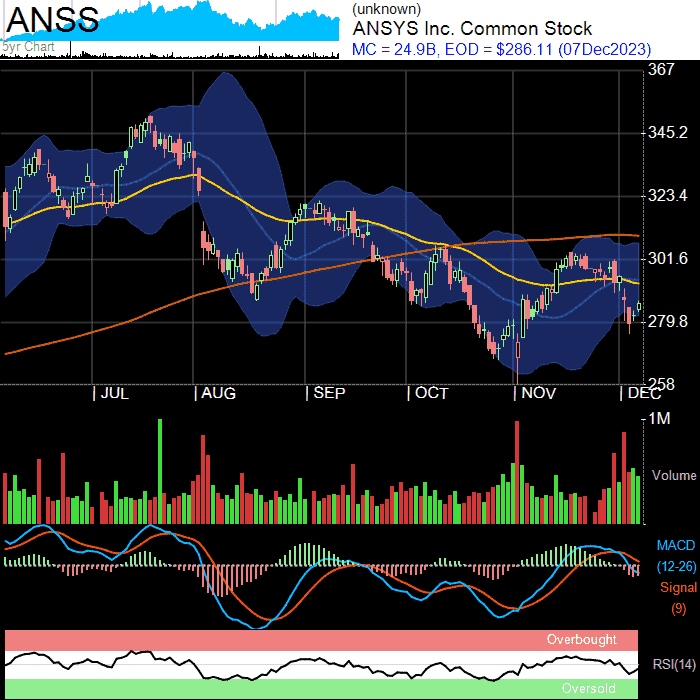 ANSS
5yr Chart
(unknown)
ANSYS Inc. Common Stock
MC = 24.9B, EOD = $286.11 (07Dec2023)
367
345.2
323.4
301.6
279.8
258
| JUL | AUG | SEP | OCT | NOV | DEC
1M
Volume
MACD
(12-26)
Signal
(9)
Overbought
RSI(14)
Oversold